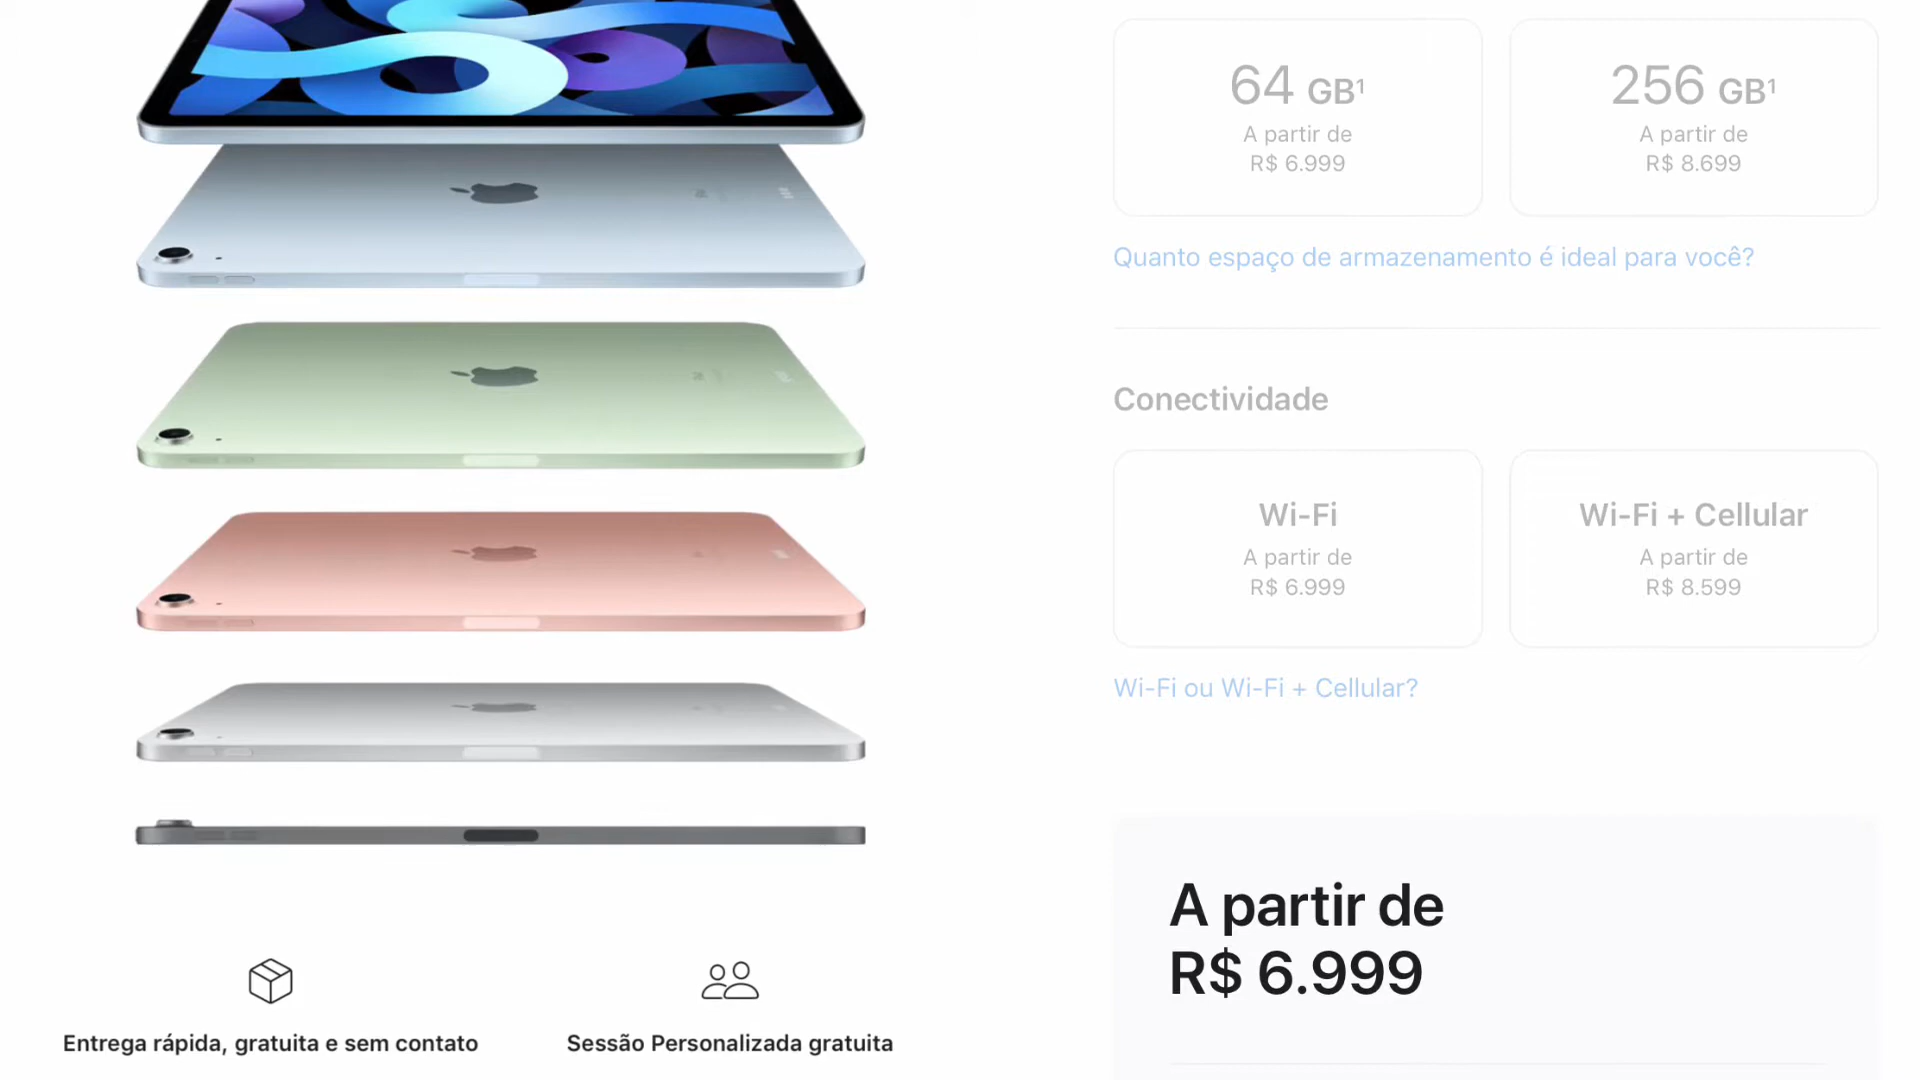 64 GB¹
A partir de
R$ 6.999
256 GB¹
A partir de
R$ 8.699
Quanto espaço de armazenamento é ideal para você?
Conectividade
Wi-Fi
A partir de
R$ 6.999
Wi-Fi + Cellular
A partir de
R$ 8.599
Wi-Fi ou Wi-Fi + Cellular?
A partir de
R$ 6.999
Entrega rápida, gratuita e sem contato
Sessão Personalizada gratuita